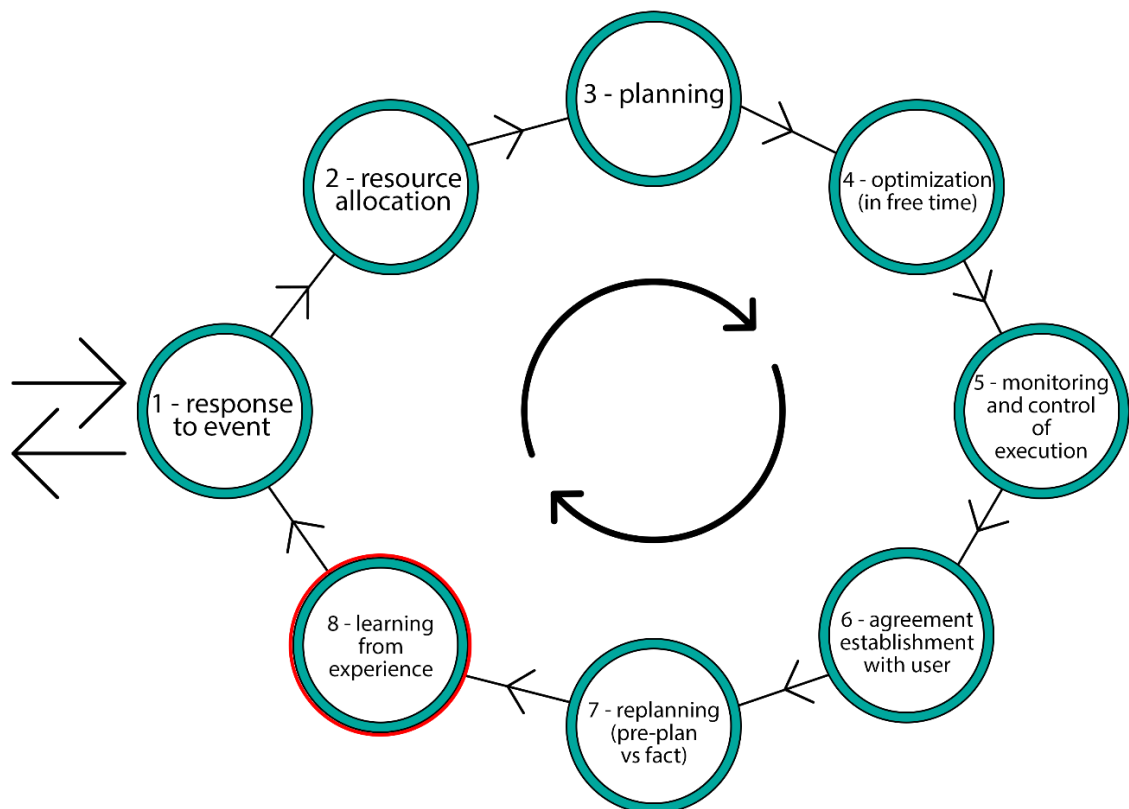 1 - response
to event
2 - resource
allocation
3 - planning
4 - optimization
(in free time)
5 - monitoring
and control
of
execution
6 - agreement
establishment
with user
7 - replanning
(pre-plan
vs fact)
8 - learning
from
experience